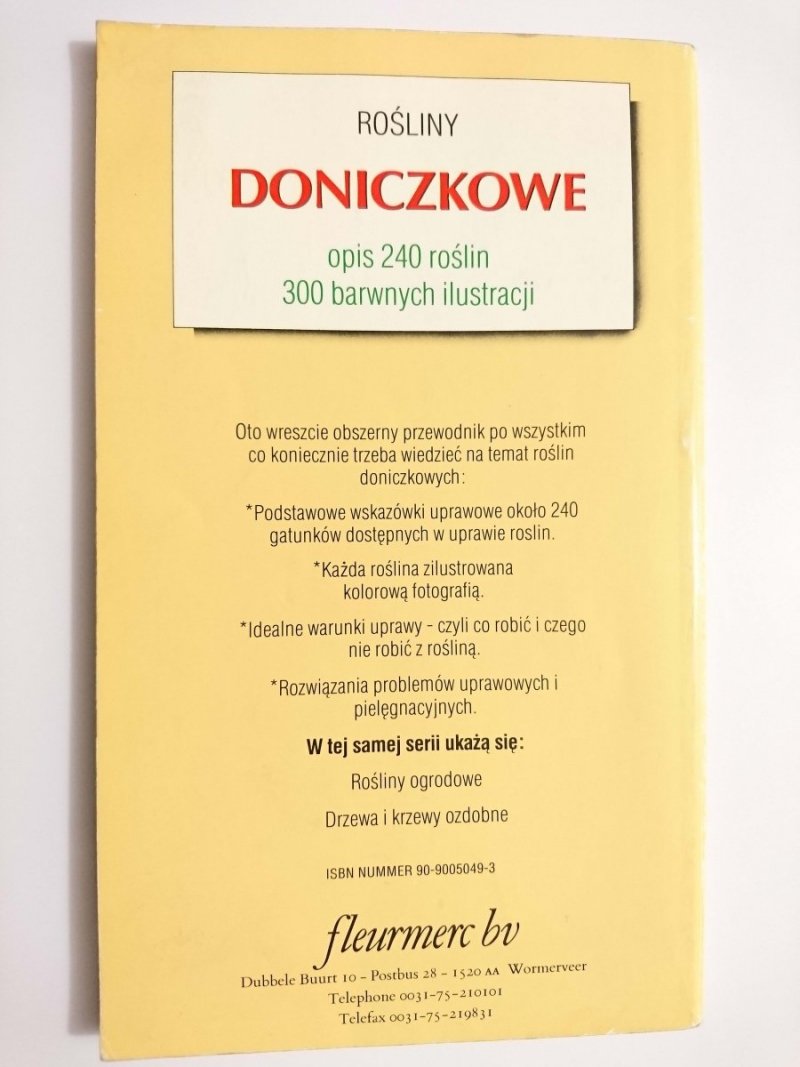 ROŚLINY
DONICZKOWE
opis 240 roślin
300 barwnych ilustracji
Oto wreszcie obszerny przewodnik po wszystkim
co koniecznie trzeba wiedzieć na temat roślin
doniczkowych:
*Podstawowe wskazówki uprawowe około 240
gatunków dostępnych w uprawie roslin.
*Każda roślina zilustrowana
kolorową fotografią.
*Idealne warunki uprawy - czyli co robić i czego
nie robić z rośliną.
*Rozwiązania problemów uprawowych i
pielęgnacyjnych.
W tej samej serii ukażą się:
Rośliny ogrodowe
Drzewa i krzewy ozdobne
ISBN NUMMER 90-9005049-3
fleurmerc bv
Dubbele Buurt 10 - Postbus 28 - 1520 AA Wormerveer
Telephone 0031-75-210101
Telefax 0031-75-219831